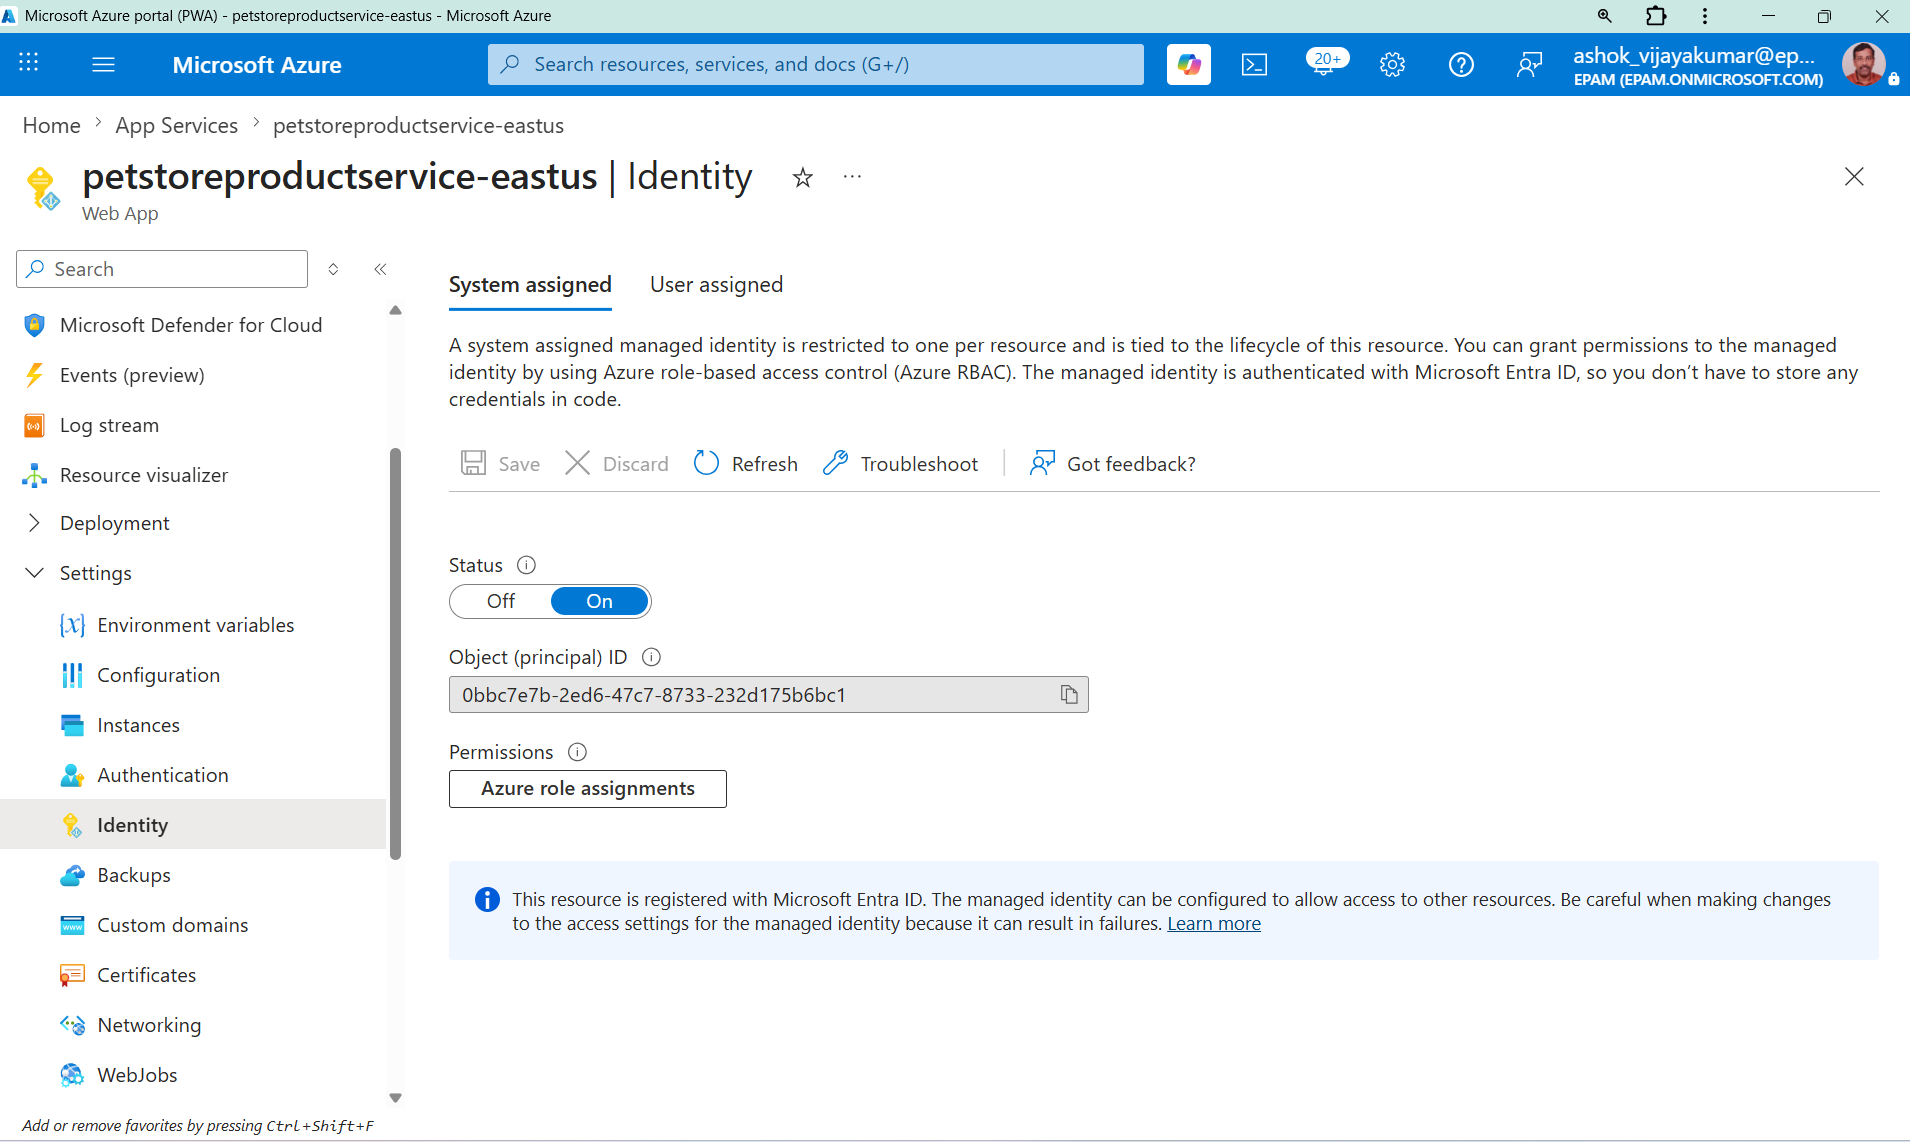 Microsoft Azure portal (PWA) - petstoreproductservice-eastus - Microsoft Azure
Microsoft Azure
Search resources, services, and docs (G+/)
20+
ashok_vijayakumar@ep...
EPAM (EPAM.ONMICROSOFT.COM)
Home > App Services > petstoreproductservice-eastus
petstoreproductservice-eastus | Identity
Web App
Search
Microsoft Defender for Cloud
Events (preview)
Log stream
Resource visualizer
Deployment
Settings
Environment variables
Configuration
Instances
Authentication
Identity
Backups
Custom domains
Certificates
Networking
WebJobs
Add or remove favorites by pressing Ctrl+Shift+F
System assigned User assigned
A system assigned managed identity is restricted to one per resource and is tied to the lifecycle of this resource. You can grant permissions to the managed
identity by using Azure role-based access control (Azure RBAC). The managed identity is authenticated with Microsoft Entra ID, so you don’t have to store any
credentials in code.
Save Discard Refresh Troubleshoot Got feedback?
Status
Off On
Object (principal) ID
0bbc7e7b-2ed6-47c7-8733-232d175b6bc1
Permissions
Azure role assignments
This resource is registered with Microsoft Entra ID. The managed identity can be configured to allow access to other resources. Be careful when making changes
to the access settings for the managed identity because it can result in failures. Learn more